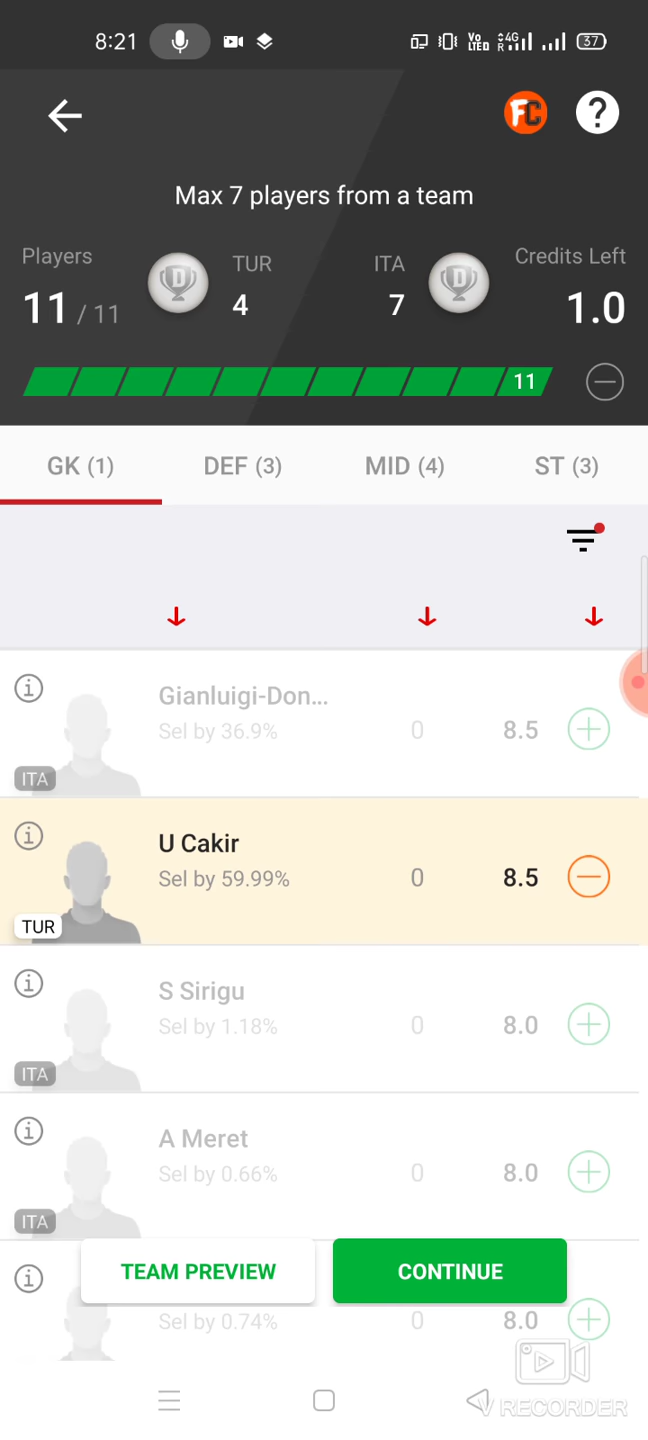 8:21
Vo LTED 4G R 37
FC ?
Max 7 players from a team
Players TUR ITA Credits Left
11 / 11 D 4 7 D 1.0
11
GK (1) DEF (3) MID (4) ST (3)
Gianluigi-Don...
Sel by 36.9% 0 8.5
ITA
U Cakir
Sel by 59.99% 0 8.5
TUR
S Sirigu
Sel by 1.18% 0 8.0
ITA
A Meret
Sel by 0.66% 0 8.0
ITA
TEAM PREVIEW CONTINUE
Sel by 0.74% 0 8.0
V RECORDER